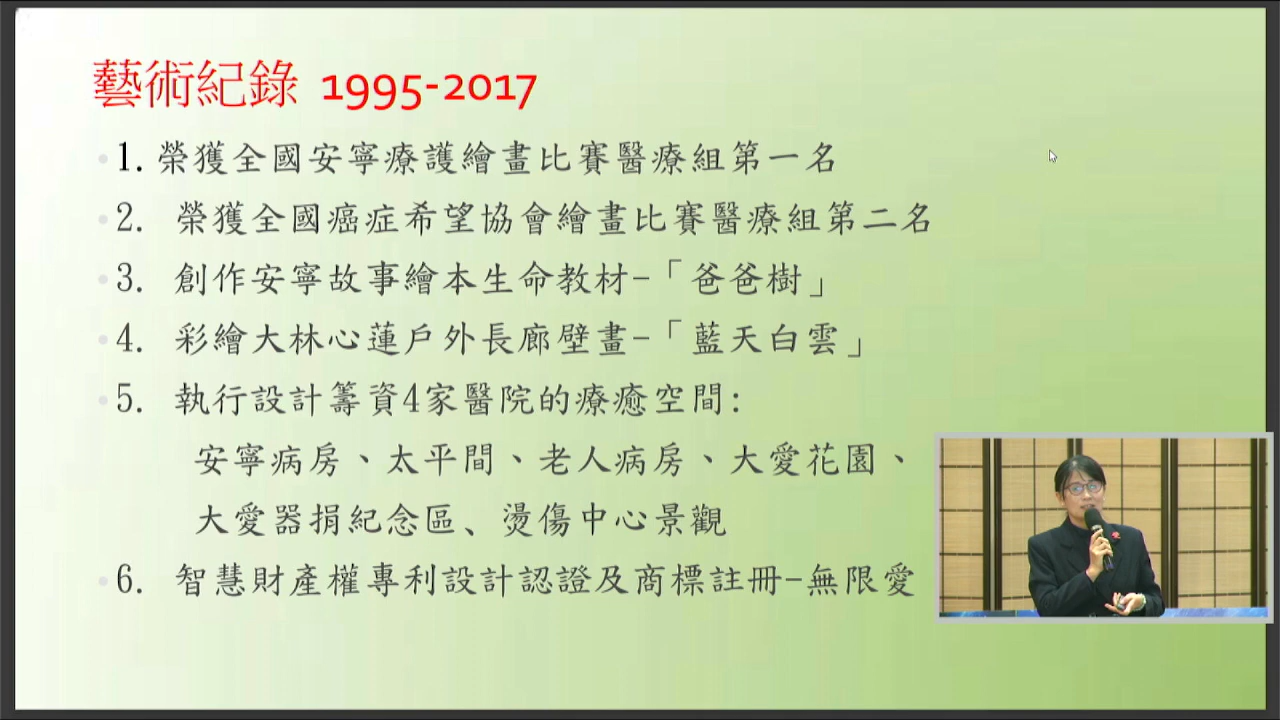 藝術紀錄 1995-2017
1.榮獲全國安寧療護繪畫比賽醫療組第一名
2. 榮獲全國癌症希望協會繪畫比賽醫療組第二名
3. 創作安寧故事繪本生命教材-「爸爸樹」
4. 彩繪大林心蓮戶外長廊壁畫-「藍天白雲」
5. 執行設計籌資4家醫院的療癒空間:
安寧病房、太平間、老人病房、大愛花園、
大愛器捐紀念區、燙傷中心景觀
6. 智慧財產權專利設計認證及商標註冊-無限愛